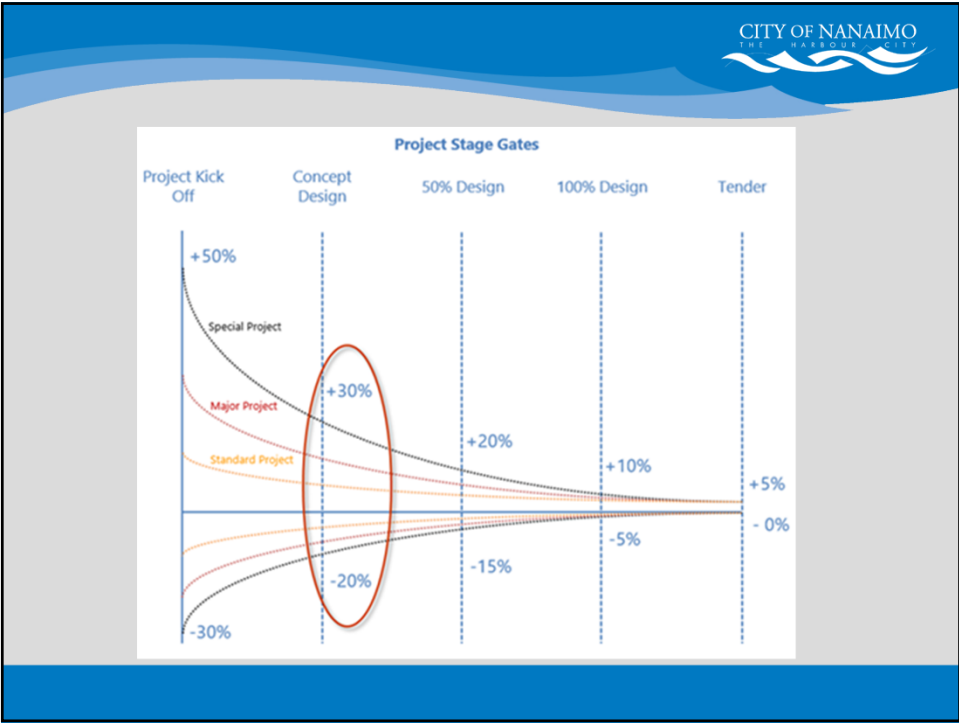 CITY OF NANAIMO
THE HARBOUR CITY
Project Stage Gates
Project Kick
Off
Concept
Design
50% Design
100% Design
Tender
+50%
Special Project
+30%
Major Project
+20%
Standard Project
+10%
+5%
- 0%
-5%
-15%
-20%
-30%